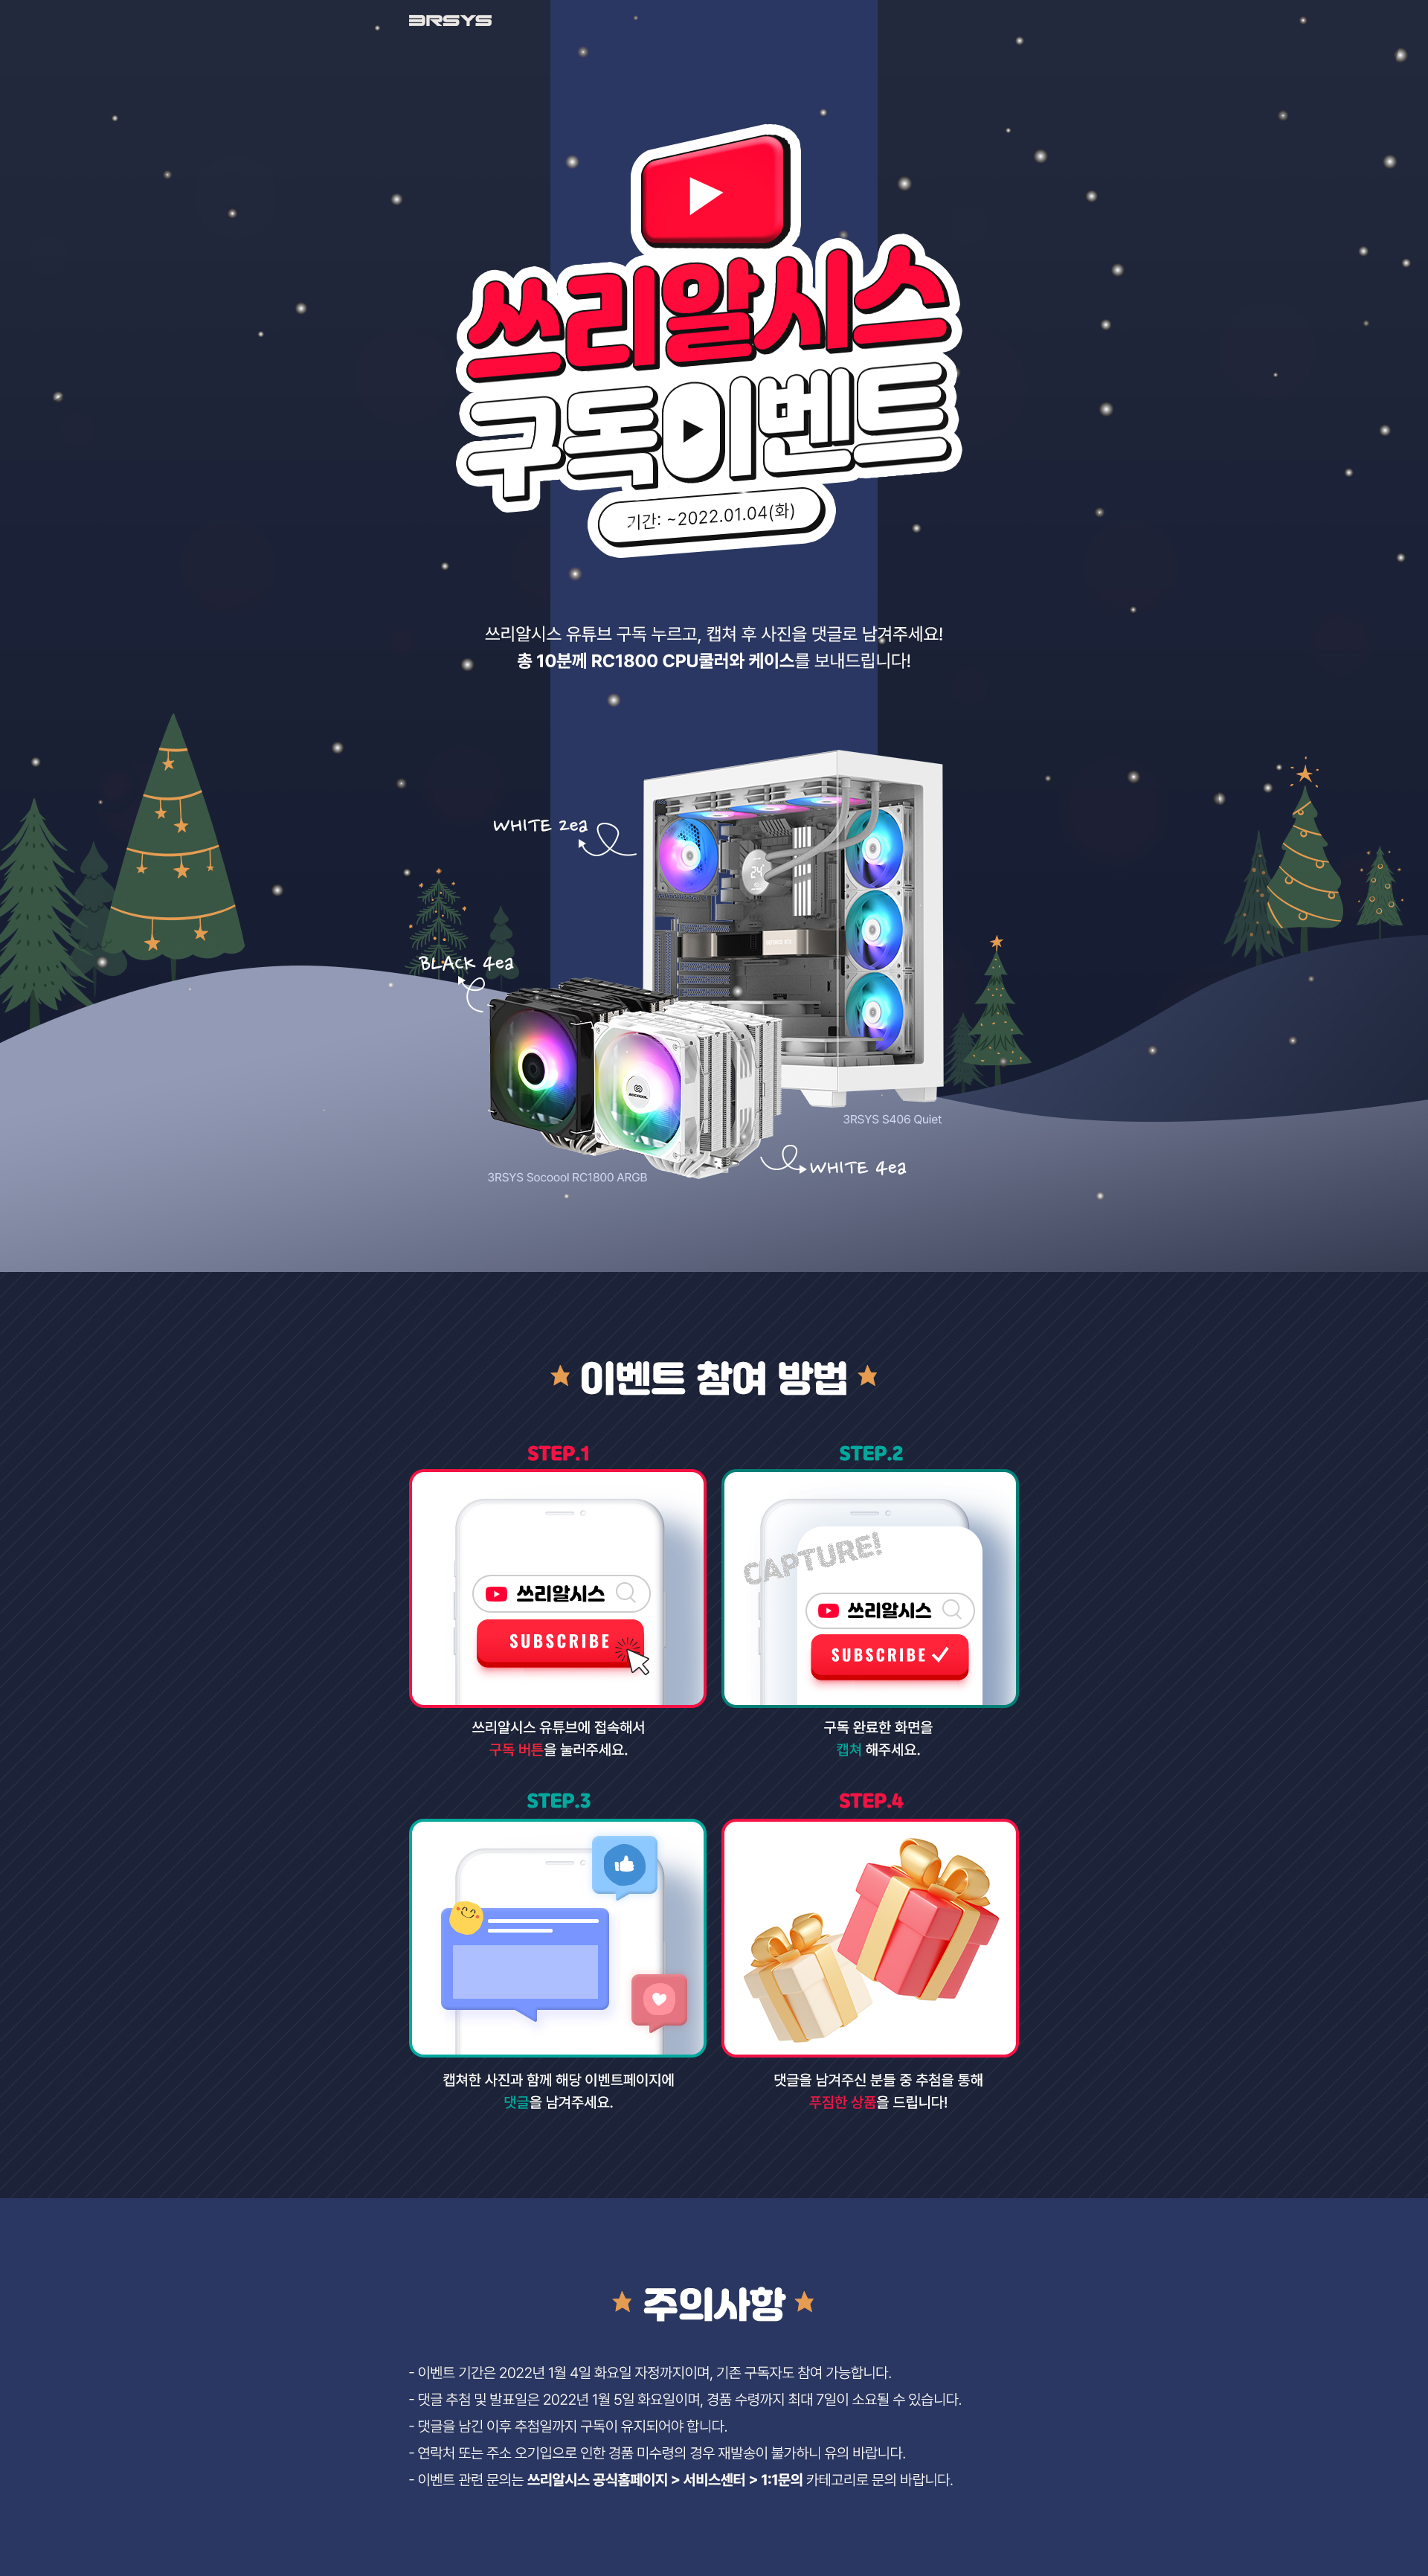 3RSYS
쓰리알시스
구독이벤트
기간: ~2022.01.04(화)
쓰리알시스 유튜브 구독 누르고, 캡쳐 후 사진을 댓글로 남겨주세요!
총 10분께 RC1800 CPU쿨러와 케이스를 보내드립니다!
WHITE 2ea
24
BLACK 4ea
SOCOOOL
3RSYS S406 Quiet
WHITE 4ea
3RSYS Socoool RC1800 ARGB
이벤트 참여 방법
STEP.1
쓰리알시스
SUBSCRIBE
쓰리알시스 유튜브에 접속해서
구독 버튼을 눌러주세요.
STEP.2
CAPTURE!
쓰리알시스
SUBSCRIBE
구독 완료한 화면을
캡쳐 해주세요.
STEP.3
캡쳐한 사진과 함께 해당 이벤트페이지에
댓글을 남겨주세요.
STEP.4
댓글을 남겨주신 분들 중 추첨을 통해
푸짐한 상품을 드립니다!
주의사항
- 이벤트 기간은 2022년 1월 4일 화요일 자정까지이며, 기존 구독자도 참여 가능합니다.
- 댓글 추첨 및 발표일은 2022년 1월 5일 화요일이며, 경품 수령까지 최대 7일이 소요될 수 있습니다.
- 댓글을 남긴 이후 추첨일까지 구독이 유지되어야 합니다.
- 연락처 또는 주소 오기입으로 인한 경품 미수령의 경우 재발송이 불가하니 유의 바랍니다.
- 이벤트 관련 문의는 쓰리알시스 공식홈페이지 > 서비스센터 > 1:1문의 카테고리로 문의 바랍니다.